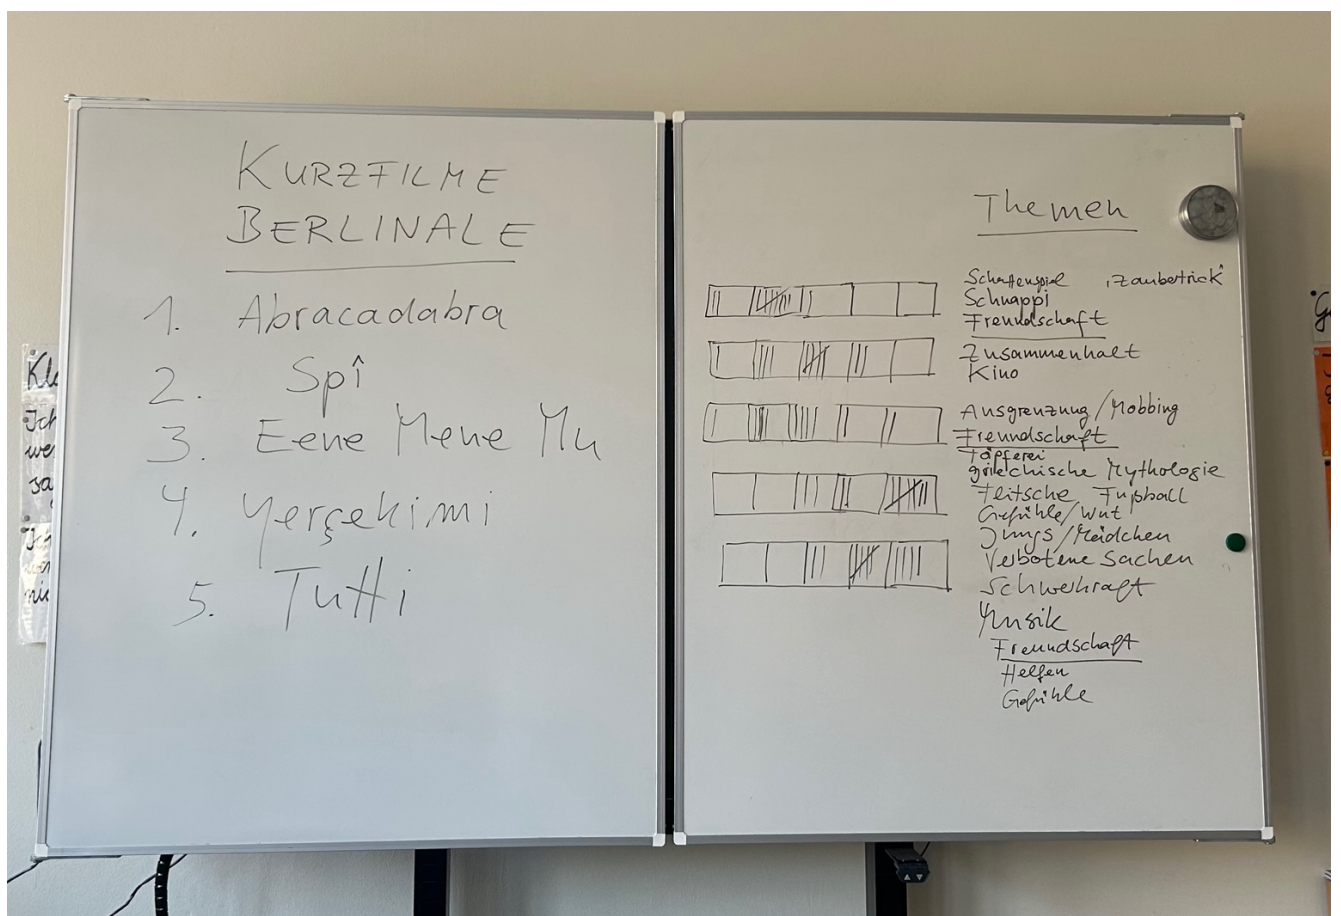 KURZFILME
BERLINALE
1. Abracadabra
2. Spî
3. Eene Mene Mu
4. Yerçekimi
5. Tutti
Themen
Schattenspiel "Zaubertrick"
Schnappi
Freundschaft
Zusammenhalt
Kino
Ausgrenzung/Mobbing
Freundschaft
Töpferei
griechische Mythologie
Fußball
Gefühle/Wut
Jungs/Mädchen
Verbotene Sachen
Schwerkraft
Musik
Freundschaft
Helfen
Gefühle